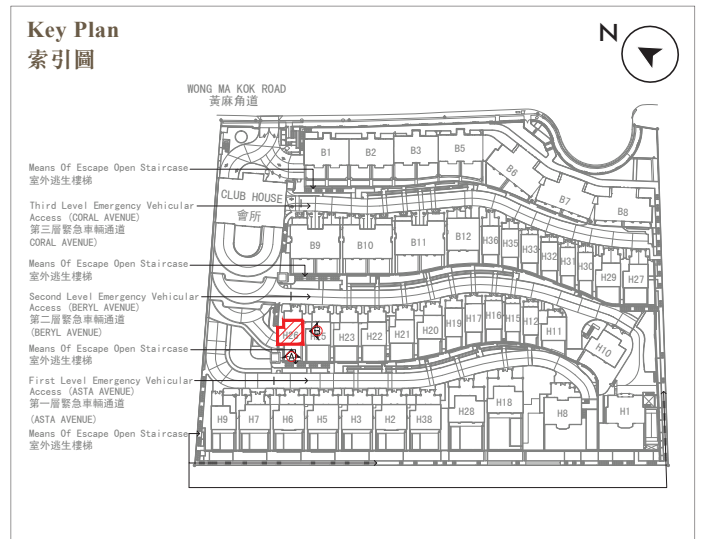 Key Plan
索引圖
N
WONG MA KOK ROAD
黃麻角道
B1 B2 B3 B5
B6
B7
B8
Means Of Escape Open Staircase
室外逃生樓梯
CLUB HOUSE
會所
Third Level Emergency Vehicular
Access (CORAL AVENUE)
第三層緊急車輛通道
CORAL AVENUE)
B9 B10 B11 B12 H36 H35 H33 H32 H31 H30 H29 H27
Means Of Escape Open Staircase
室外逃生樓梯
Second Level Emergency Vehicular
Access (BERYL AVENUE)
第二層緊急車輛通道
(BERYL AVENUE)
H26 H25 H23 H22 H21 H20 H19 H17 H16 H15 H12 H11 H10
B
A
Means Of Escape Open Staircase
室外逃生樓梯
First Level Emergency Vehicular
Access (ASTA AVENUE)
第一層緊急車輛通道
(ASTA AVENUE)
H9 H7 H6 H5 H3 H2 H38 H28 H18 H8 H1
Means Of Escape Open Staircase
室外逃生樓梯